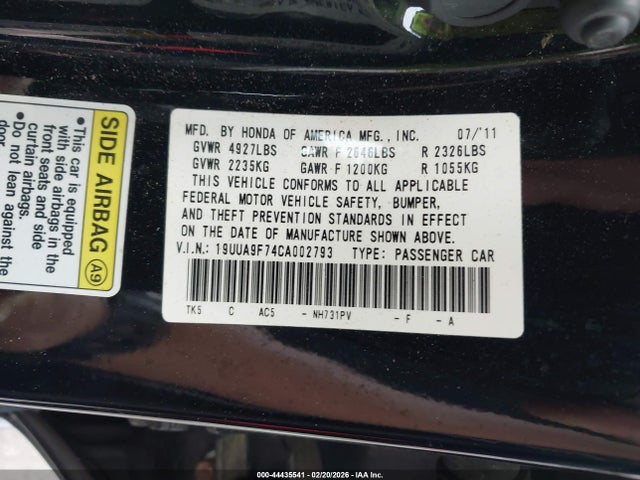 SIDE AIRBAG A9
•This car is equipped
with side airbags in the
front seats and side
curtain airbags.
•Do not lean against the
door.
MFD. BY HONDA OF AMERICA MFG., INC. 07/'11
GVWR 4927LBS GAWR F 2646LBS R 2326LBS
GVWR 2235KG GAWR F 1200KG R 1055KG
THIS VEHICLE CONFORMS TO ALL APPLICABLE
FEDERAL MOTOR VEHICLE SAFETY, BUMPER,
AND THEFT PREVENTION STANDARDS IN EFFECT
ON THE DATE OF MANUFACTURE SHOWN ABOVE.
V.I.N.: 19UUA9F74CA002793 TYPE: PASSENGER CAR
TK5 C AC5 - NH731PV - F - A
000-44435541 - 02/20/2026 - IAA Inc.